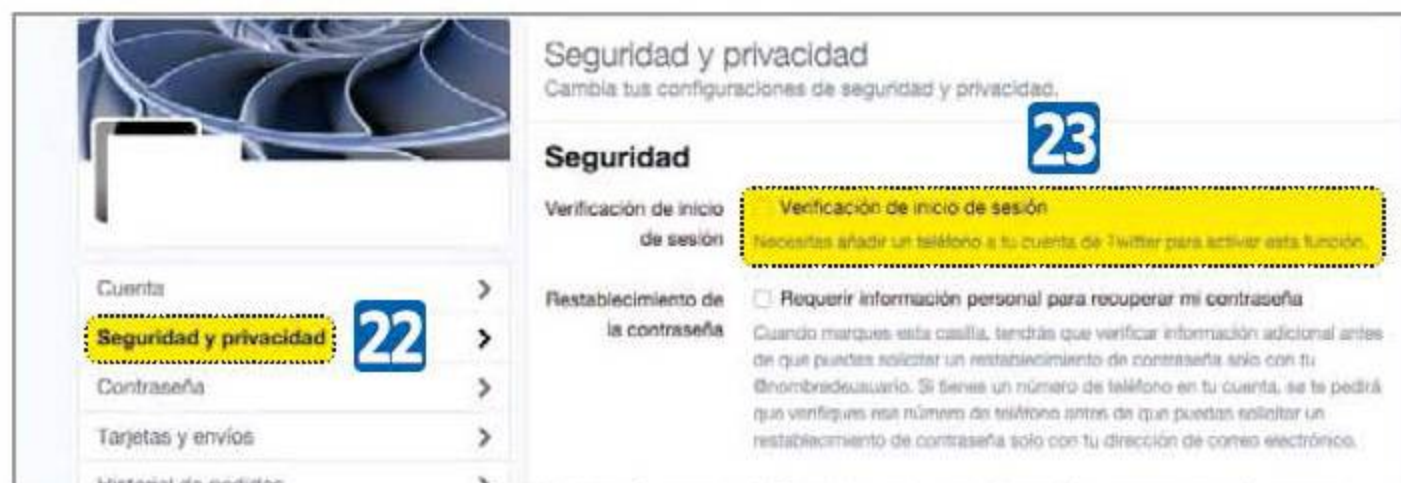 Seguridad y privacidad
Cambia tus configuraciones de seguridad y privacidad.
23
Seguridad
Verificación de inicio
de sesión
Verificación de inicio de sesión
Necesitas añadir un teléfono a tu cuenta de Twitter para activar esta función.
Cuenta
Seguridad y privacidad
22
Contraseña
Tarjetas y envíos
Historial de pedidos
Restablecimiento de
la contraseña
Requerir información personal para recuperar mi contraseña
Cuando marques esta casilla, tendrás que verificar información adicional antes
de que puedas solicitar un restablecimiento de contraseña solo con tu
@nombredeusuario. Si tienes un número de teléfono en tu cuenta, se te pedirá
que verifiques ese número de teléfono antes de que puedas solicitar un
restablecimiento de contraseña solo con tu dirección de correo electrónico.